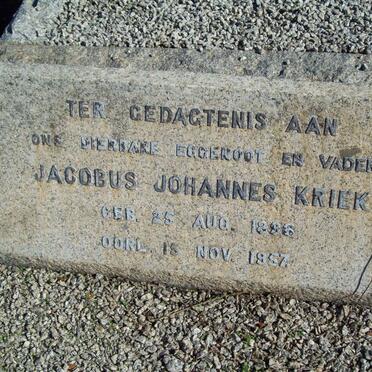 TER GEDAGTENIS AAN
ONS DIERBARE EGGENOOT EN VADER
JACOBUS JOHANNES KRIEK
GEB. 25 AUG. 1886
OORL. 15 NOV. 1957.